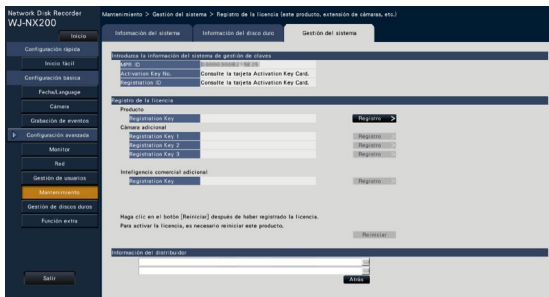 Network Disk Recorder
WJ-NX200
Inicio
Mantenimiento > Gestión del sistema > Registro de la licencia (este producto, extensión de cámaras, etc.)
Información del sistema
Información del disco duro
Gestión del sistema
Configuración rápida
Inicio fácil
Configuración básica
Fecha/Language
Cámara
Grabación de eventos
Configuración avanzada
Monitor
Red
Gestión de usuarios
Mantenimiento
Gestión de discos duros
Función extra
Salir
Introduzca la información del sistema de gestión de claves
MPR ID
Activation Key No. Consulte la tarjeta Activation Key Card.
Registration ID Consulte la tarjeta Activation Key Card.
Registro de la licencia
Producto
Registration Key Registro >
Cámara adicional
Registration Key 1 Registro
Registration Key 2 Registro
Registration Key 3 Registro
Inteligencia comercial adicional
Registration Key Registro
Haga clic en el botón [Reiniciar] después de haber registrado la licencia.
Para activar la licencia, es necesario reiniciar este producto.
Reiniciar
Información del distribuidor
Atrás